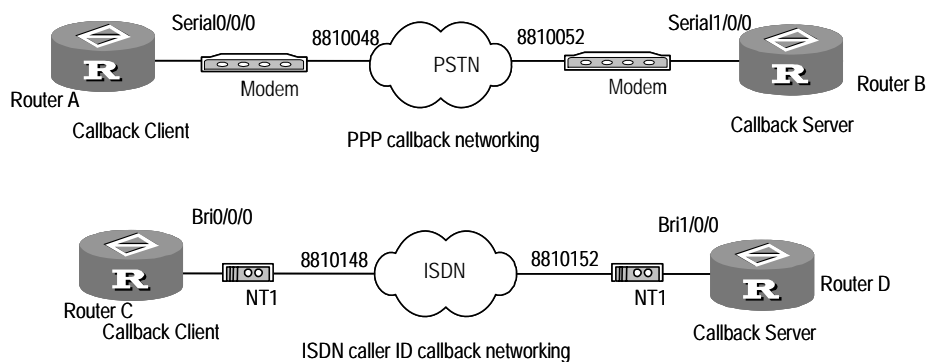 Serial0/0/0
8810048
8810052
Serial1/0/0
R
PSTN
R
Router A
Modem
Modem
Router B
Callback Client
Callback Server
PPP callback networking
Bri0/0/0
Bri1/0/0
8810148
ISDN
8810152
R
R
Router C
NT1
NT1
Router D
Callback Client
Callback Server
ISDN caller ID callback networking